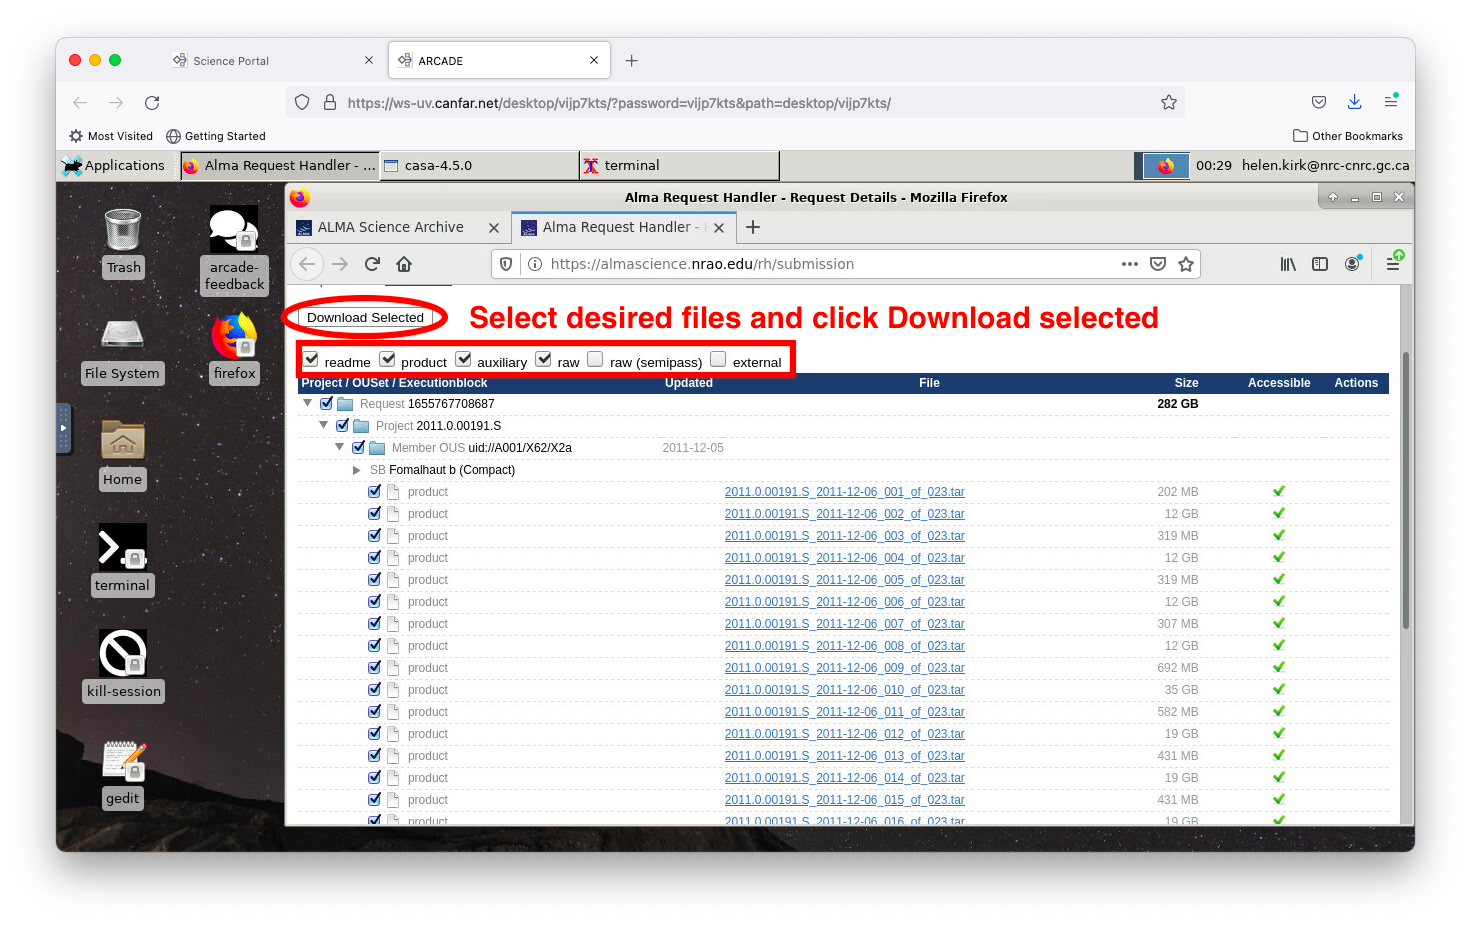 Science Portal
ARCADE
https://ws-uv.canfar.net/desktop/vijp7kts/?password=vijp7kts&path=desktop/vijp7kts/
Most Visited Getting Started Other Bookmarks
Applications Alma Request Handler - ... casa-4.5.0 terminal 00:29 helen.kirk@nrc-cnrc.gc.ca
Alma Request Handler - Request Details - Mozilla Firefox
ALMA Science Archive Alma Request Handler -
https://almascience.nrao.edu/rh/submission
Trash
arcade-
feedback
File System
firefox
Home
terminal
kill-session
gedit
Download Selected Select desired files and click Download selected
readme product auxiliary raw raw (semipass) external
Project / OUSet / Executionblock Updated File Size Accessible Actions
Request 1655767708687 282 GB
Project 2011.0.00191.S
Member OUS uid://A001/X62/X2a 2011-12-05
SB Fomalhaut b (Compact)
product 2011.0.00191.S_2011-12-06_001_of_023.tar 202 MB
product 2011.0.00191.S_2011-12-06_002_of_023.tar 12 GB
product 2011.0.00191.S_2011-12-06_003_of_023.tar 319 MB
product 2011.0.00191.S_2011-12-06_004_of_023.tar 12 GB
product 2011.0.00191.S_2011-12-06_005_of_023.tar 319 MB
product 2011.0.00191.S_2011-12-06_006_of_023.tar 12 GB
product 2011.0.00191.S_2011-12-06_007_of_023.tar 307 MB
product 2011.0.00191.S_2011-12-06_008_of_023.tar 12 GB
product 2011.0.00191.S_2011-12-06_009_of_023.tar 692 MB
product 2011.0.00191.S_2011-12-06_010_of_023.tar 35 GB
product 2011.0.00191.S_2011-12-06_011_of_023.tar 582 MB
product 2011.0.00191.S_2011-12-06_012_of_023.tar 19 GB
product 2011.0.00191.S_2011-12-06_013_of_023.tar 431 MB
product 2011.0.00191.S_2011-12-06_014_of_023.tar 19 GB
product 2011.0.00191.S_2011-12-06_015_of_023.tar 431 MB
product 2011.0.00191.S_2011-12-06_016_of_023.tar 19 GB